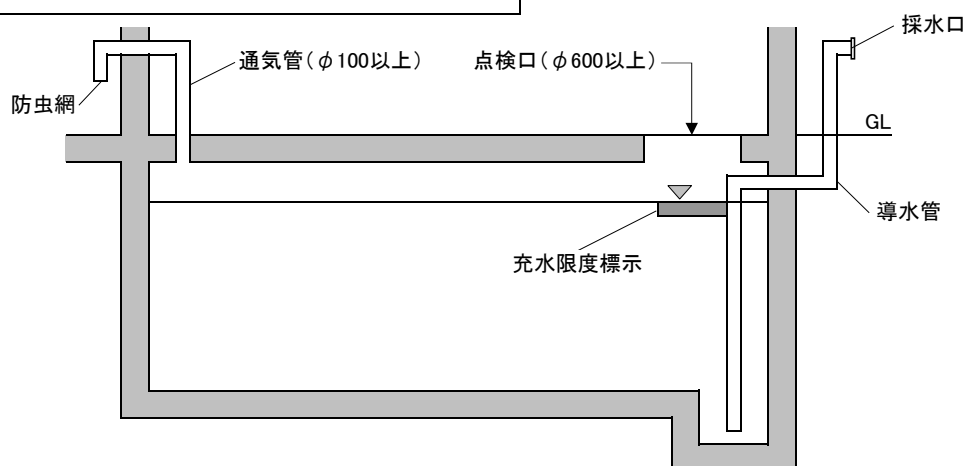 採水口
通気管(φ100以上)
点検口(φ600以上)
防虫網
GL
導水管
充水限度標示